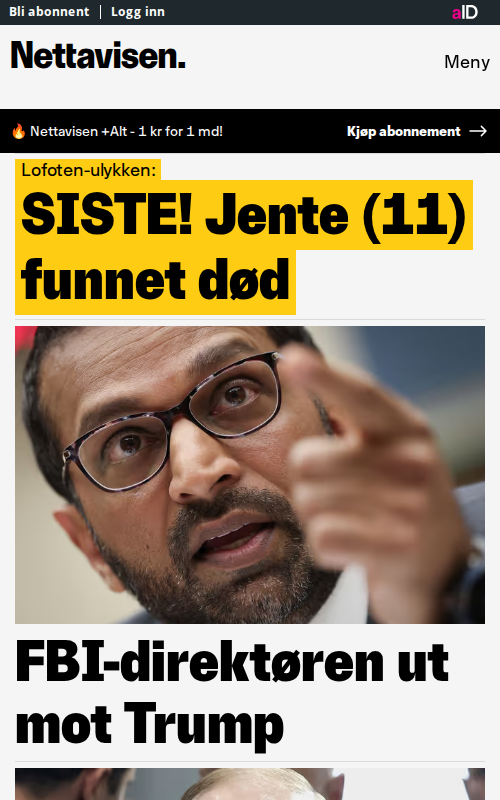 Bli abonnent | Logg inn
aID
Nettavisen.
Meny
🔥 Nettavisen +Alt - 1 kr for 1 md!
Kjøp abonnement →
Lofoten-ulykken:
SISTE! Jente (11)
funnet død
FBI-direktøren ut
mot Trump